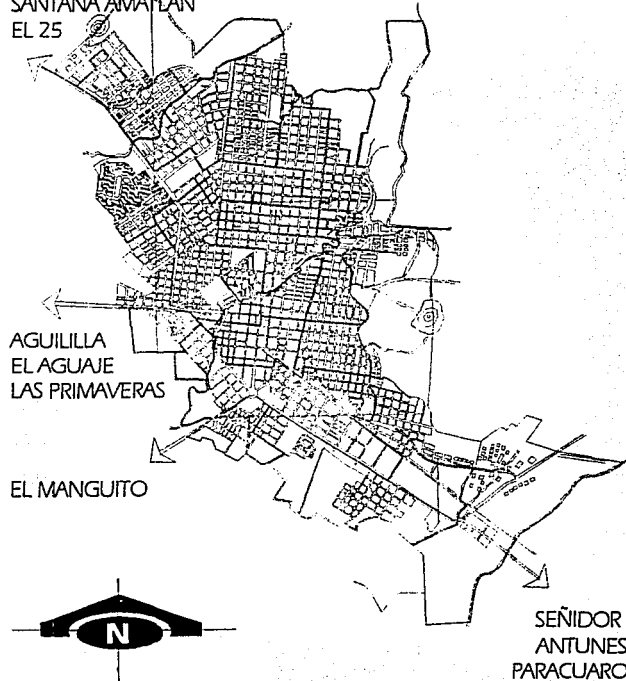 SANTANA AMATLAN
EL 25
AGUILILLA
EL AGUAJE
LAS PRIMAVERAS
EL MANGUITO
N
SEÑIDOR
ANTUNES
PARACUARO